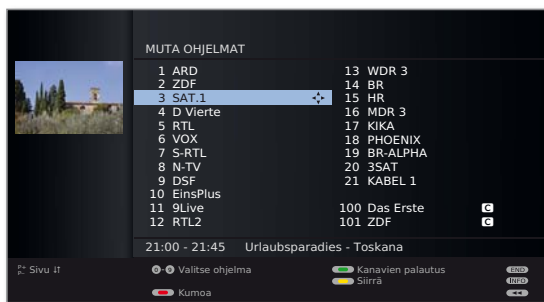 MUTA OHJELMAT
1 ARD
2 ZDF
3 SAT.1
4 D Vierte
5 RTL
6 VOX
7 S-RTL
8 N-TV
9 DSF
10 EinsPlus
11 9Live
12 RTL2
13 WDR 3
14 BR
15 HR
16 MDR 3
17 KIKA
18 PHOENIX
19 BR-ALPHA
20 3SAT
21 KABEL 1
100 Das Erste C
101 ZDF C
21:00 - 21:45 Urlaubsparadies - Toskana
P+ P- Sivu ↓↑
0-9 Valitse ohjelma
Kumoa
Kanavien palautus
Siirrä
END
INFO